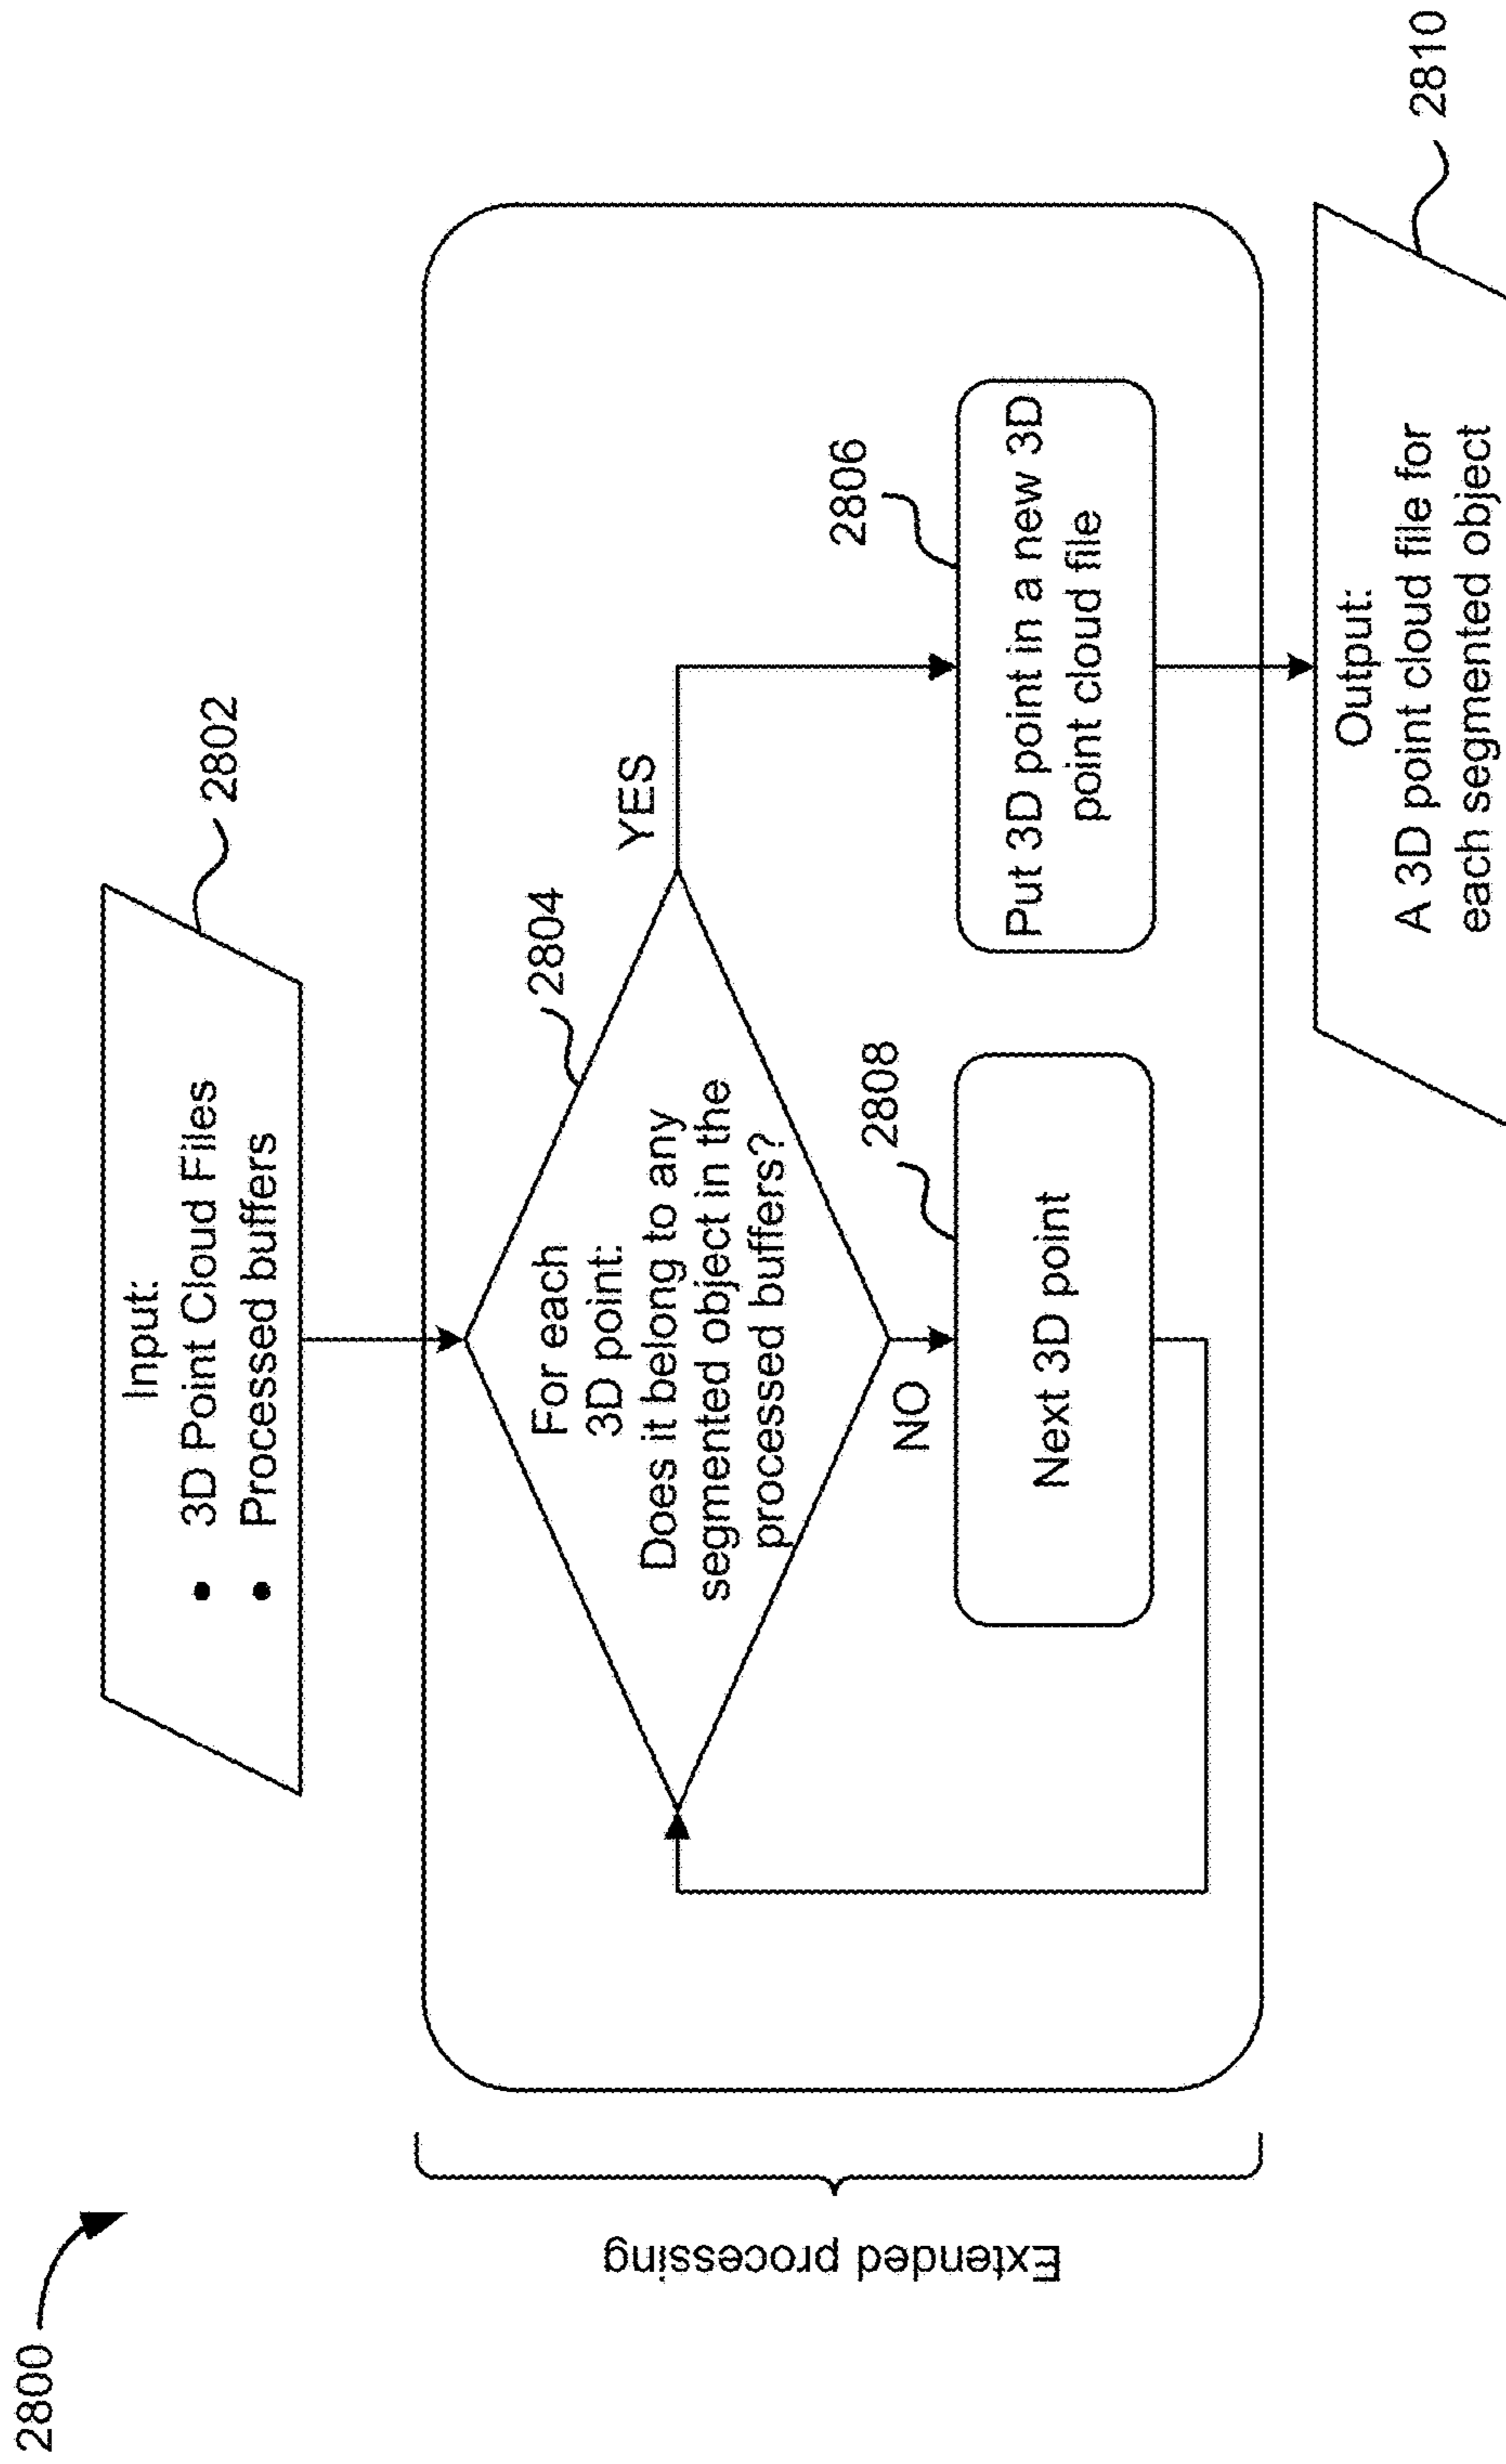 2800
Input:
• 3D Point Cloud Files
• Processed buffers
2802
Extended processing
For each
3D point:
Does it belong to any
segmented object in the
processed buffers?
2804
YES
NO
2808
Next 3D point
2806
Put 3D point in a new 3D
point cloud file
Output:
A 3D point cloud file for
each segmented object
2810